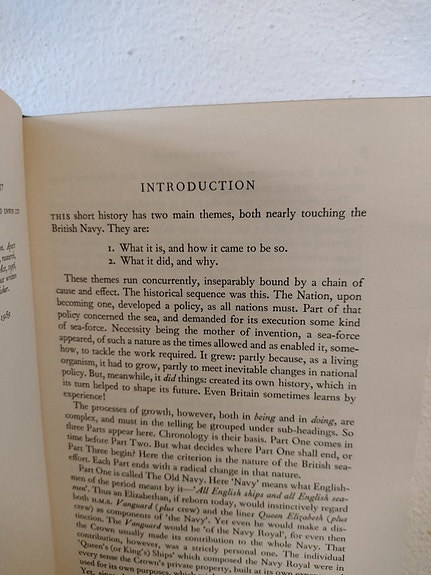 INTRODUCTION
THIS short history has two main themes, both nearly touching the
British Navy. They are:
1. What it is, and how it came to be so.
2. What it did, and why.
These themes run concurrently, inseparably bound by a chain of
cause and effect. The historical sequence was this. The Nation, upon
becoming one, developed a policy, as all nations must. Part of that
policy concerned the sea, and demanded for its execution some kind
of sea-force. Necessity being the mother of invention, a sea-force
appeared, of such a nature as the times allowed and as enabled it, some-
how, to tackle the work required. It grew: partly because, as a living
organism, it had to grow, partly to meet inevitable changes in national
policy. But, meanwhile, it did things: created its own history, which in
its turn helped to shape its future. Even Britain sometimes learns by
experience!
The processes of growth, however, both in being and in doing, are
complex, and must in the telling be grouped under sub-headings. So
three Parts appear here. Chronology is their basis. Part One comes in
time before Part Two. But what decides where Part One shall end, or
Part Three begin? Here the criterion is the nature of the British sea-
effort. Each Part ends with a radical change in that nature.
Part One is called The Old Navy. Here 'Navy' means what English-
men of the period meant by it—'All English ships and all English sea-
men'. Thus an Elizabethan, if reborn today, would instinctively regard
both H.M.S. Vanguard (plus crew) and the liner Queen Elizabeth (plus
crew) as components of 'the Navy'. Yet even he would make a dis-
tinction. The Vanguard would be 'of the Navy Royal', for even then
the Crown usually made its contribution to the whole Navy. That
contribution, however, was a strictly personal one. The individual
'Queen's (or King's) Ships' which composed the Navy Royal were in
every sense the Crown's private property, built at its own expense,
used for its own purposes,